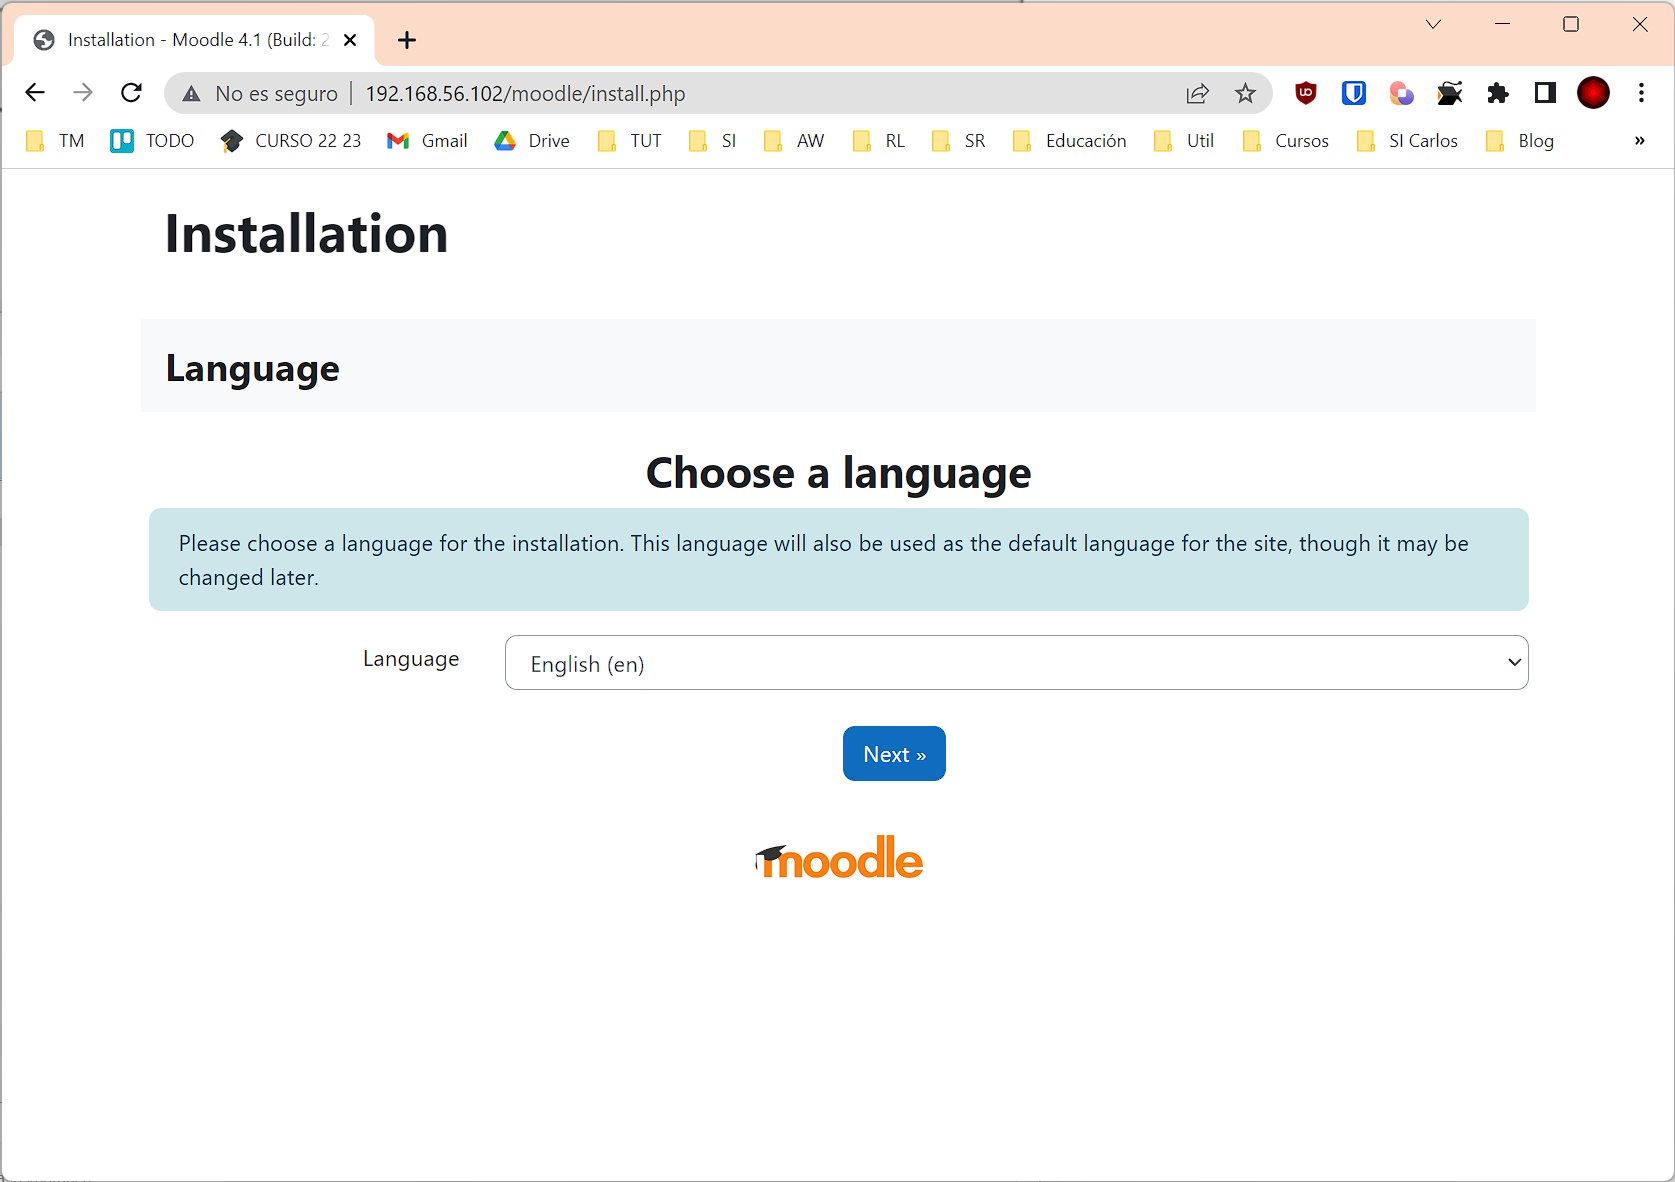 Installation - Moodle 4.1 (Build: 2
No es seguro 192.168.56.102/moodle/install.php
TM TODO CURSO 22 23 Gmail Drive TUT SI AW RL SR Educación Util Cursos SI Carlos Blog »
Installation
Language
Choose a language
Please choose a language for the installation. This language will also be used as the default language for the site, though it may be
changed later.
Language English (en)
Next »
moodle